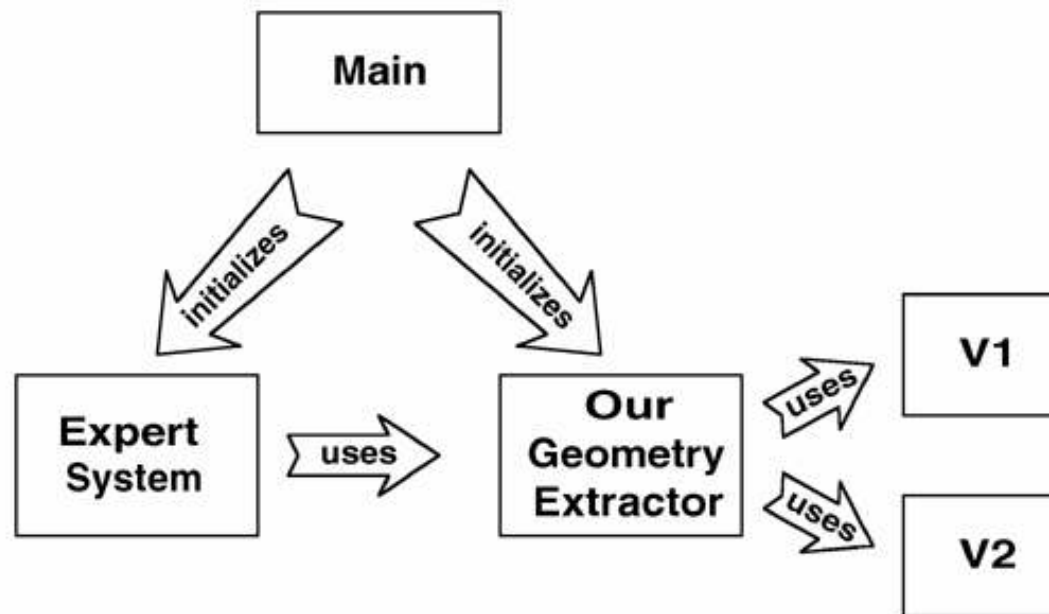 Main
initializes
initializes
Expert
System
uses
Our
Geometry
Extractor
uses
uses
V1
V2